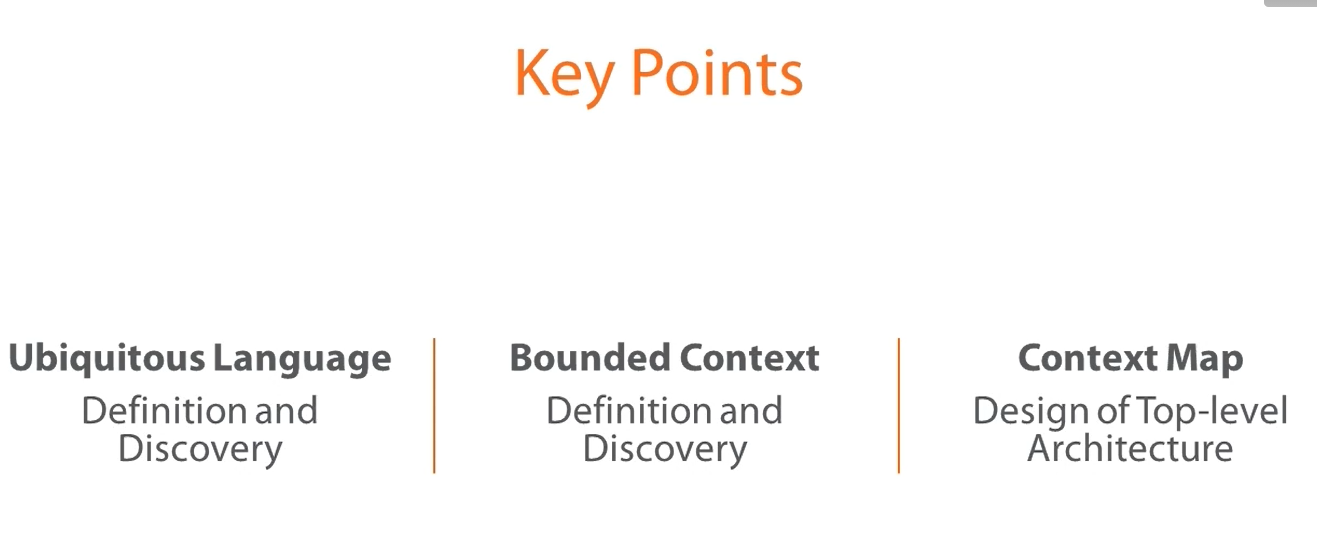 Key Points
Ubiquitous Language
Definition and
Discovery
Bounded Context
Definition and
Discovery
Context Map
Design of Top-level
Architecture